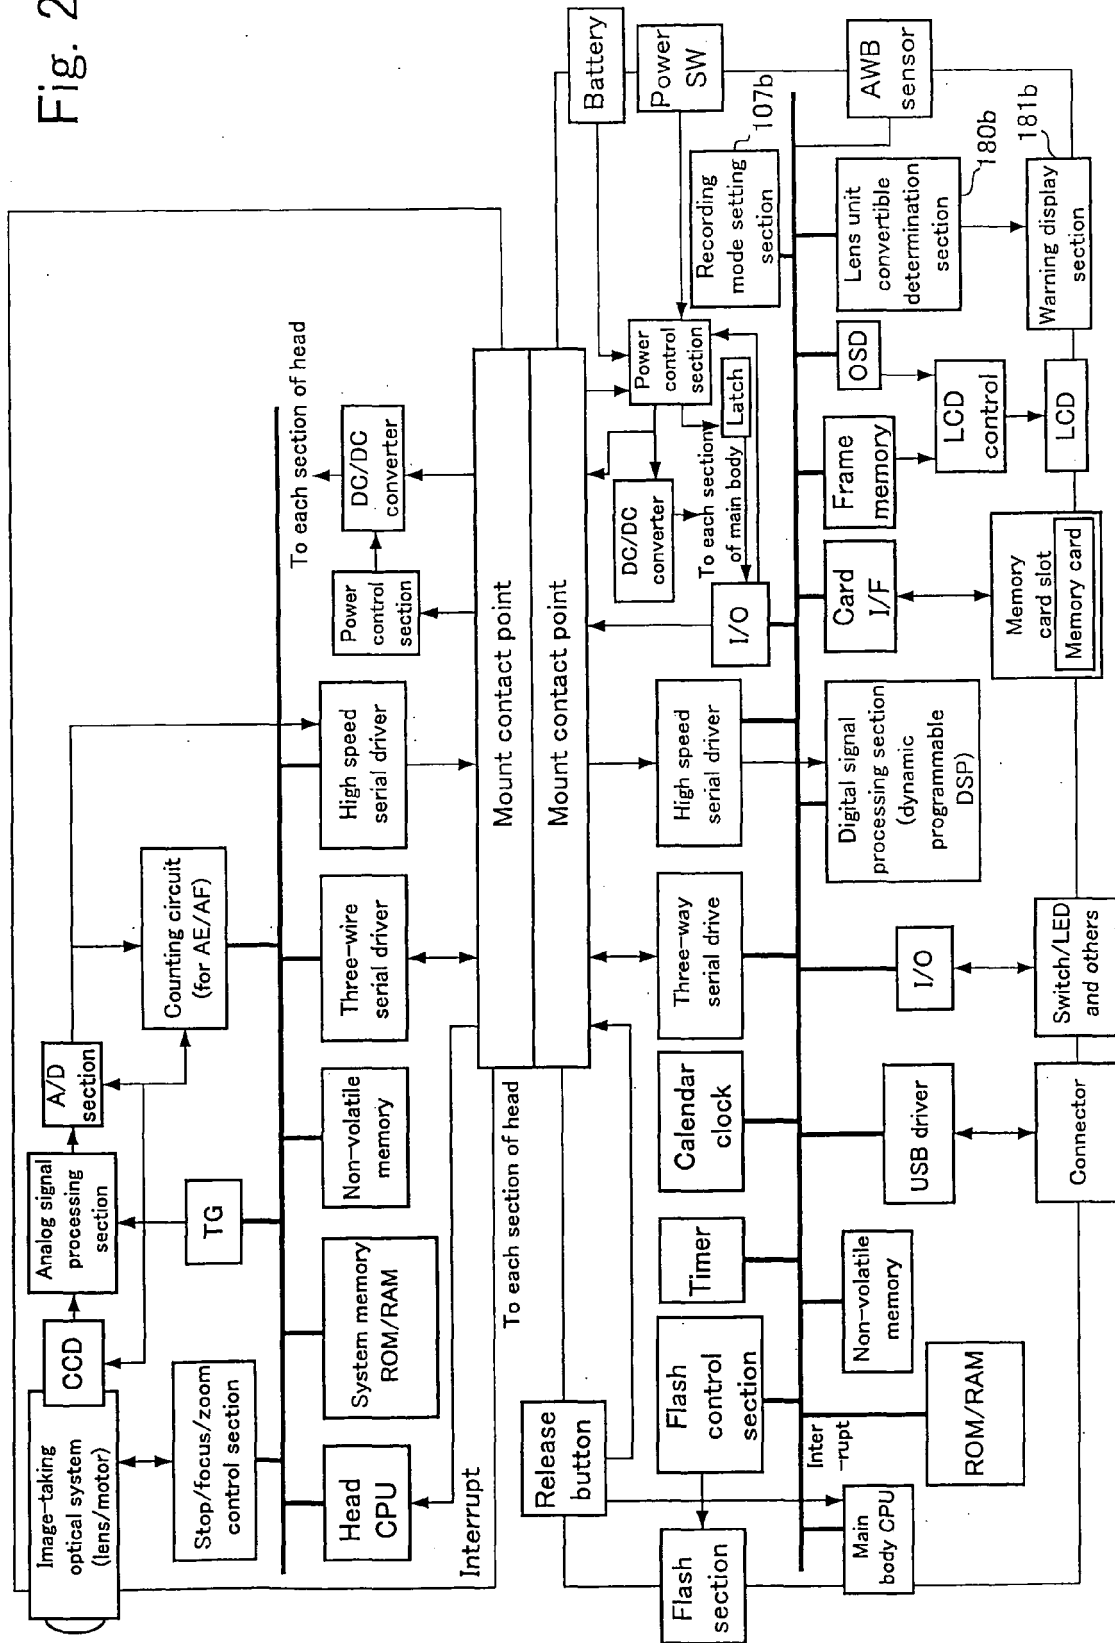 Fig. 2
Image-taking
optical system
(lens/motor)
CCD
Analog signal
processing
section
A/D
section
Stop/focus/zoom
control section
TG
Counting circuit
(for AE/AF)
To each section of head
Head
CPU
System memory
ROM/RAM
Non-volatile
memory
Three-wire
serial driver
High speed
serial driver
Power
control
section
DC/DC
converter
Interrupt
To each section of head
Mount contact point
Mount contact point
Release
button
Battery
Power
SW
Flash
section
Flash
control
section
Timer
Calendar
clock
Three-way
serial drive
High speed
serial driver
I/O
DC/DC
converter
To each section
of main body
Power
control
section
Latch
Recording
mode setting
section
107b
AWB
sensor
Inter
-rupt
Main
body CPU
ROM/RAM
Non-volatile
memory
USB driver
I/O
Digital signal
processing section
(dynamic
programmable
DSP)
Card
I/F
Frame
memory
OSD
LCD
control
Lens unit
convertible
determination
section
180b
Connector
Switch/LED
and others
Memory
card slot
Memory card
LCD
Warning display
section
181b